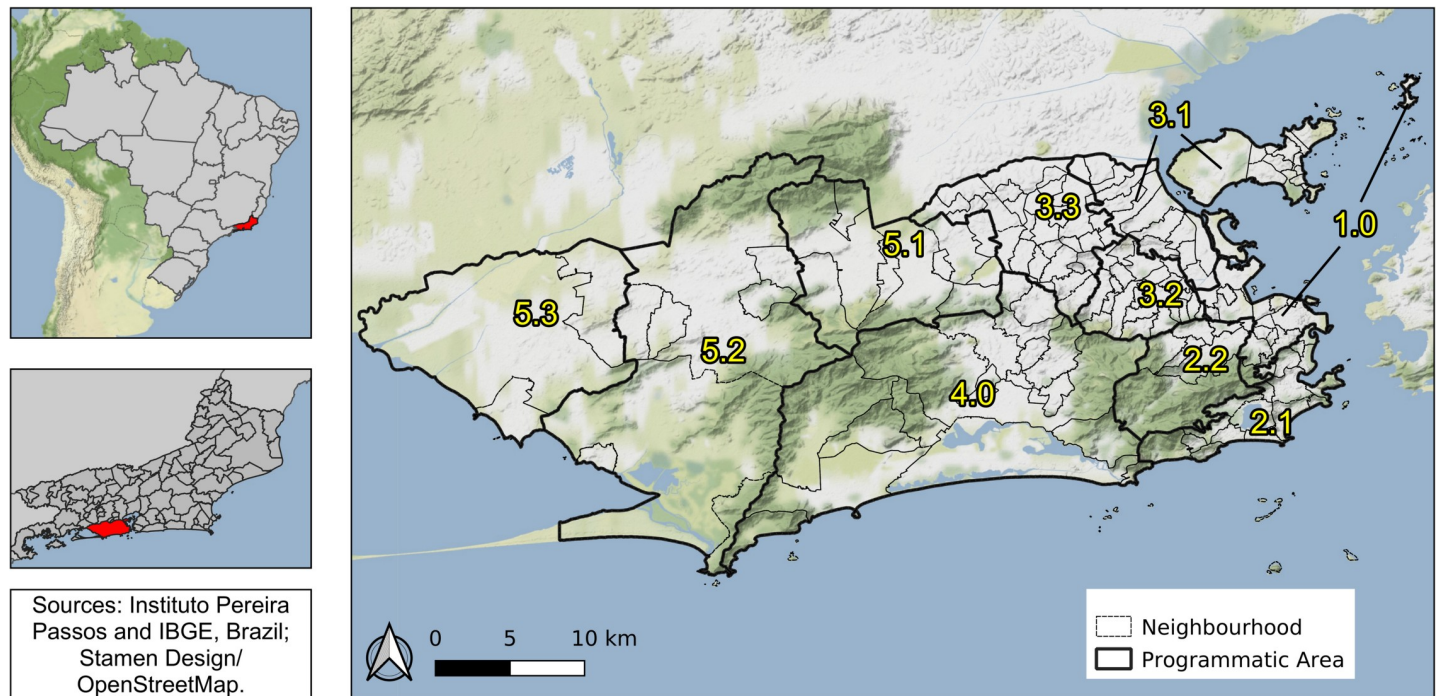 3.1
1.0
3.3
5.1
3.2
5.3
5.2
2.2
4.0
2.1
Sources: Instituto Pereira
Passos and IBGE, Brazil;
Stamen Design/
OpenStreetMap.
0 5 10 km
Neighbourhood
Programmatic Area